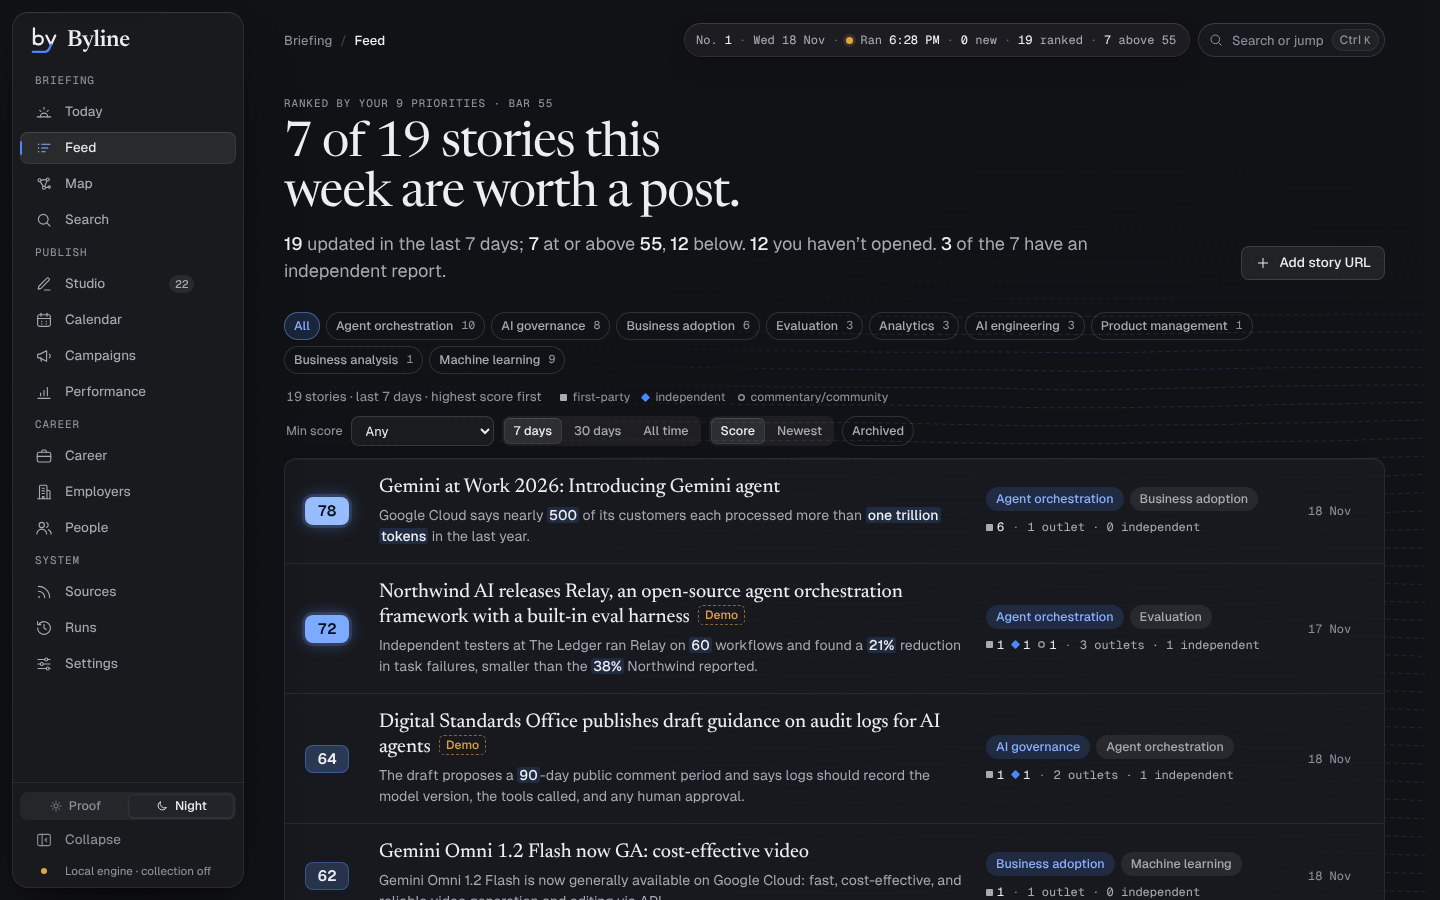 by Byline
BRIEFING
Today
Feed
Map
Search
PUBLISH
Studio 22
Calendar
Campaigns
Performance
CAREER
Career
Employers
People
SYSTEM
Sources
Runs
Settings
Proof Night
Collapse
Local engine · collection off
Briefing / Feed
No. 1 · Wed 18 Nov · Ran 6:28 PM · 0 new · 19 ranked · 7 above 55
Search or jump Ctrl K
RANKED BY YOUR 9 PRIORITIES · BAR 55
7 of 19 stories this
week are worth a post.
19 updated in the last 7 days; 7 at or above 55, 12 below. 12 you haven’t opened. 3 of the 7 have an
independent report.
+ Add story URL
All Agent orchestration 10 AI governance 8 Business adoption 6 Evaluation 3 Analytics 3 AI engineering 3 Product management 1
Business analysis 1 Machine learning 9
19 stories · last 7 days · highest score first first-party independent commentary/community
Min score Any 7 days 30 days All time Score Newest Archived
78
Gemini at Work 2026: Introducing Gemini agent
Google Cloud says nearly 500 of its customers each processed more than one trillion
tokens in the last year.
Agent orchestration Business adoption
6 · 1 outlet · 0 independent
18 Nov
72
Northwind AI releases Relay, an open-source agent orchestration
framework with a built-in eval harness Demo
Independent testers at The Ledger ran Relay on 60 workflows and found a 21% reduction
in task failures, smaller than the 38% Northwind reported.
Agent orchestration Evaluation
1 1 1 · 3 outlets · 1 independent
17 Nov
64
Digital Standards Office publishes draft guidance on audit logs for AI
agents Demo
The draft proposes a 90-day public comment period and says logs should record the
model version, the tools called, and any human approval.
AI governance Agent orchestration
1 1 · 2 outlets · 1 independent
18 Nov
62
Gemini Omni 1.2 Flash now GA: cost-effective video
Gemini Omni 1.2 Flash is now generally available on Google Cloud: fast, cost-effective, and
Business adoption Machine learning
1 · 1 outlet · 0 independent
18 Nov